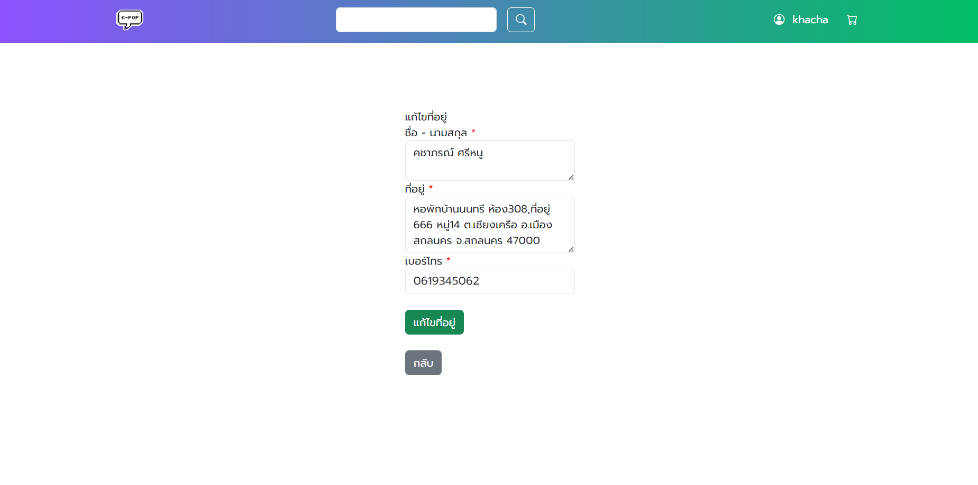 K-POP
khacha
แก้ไขที่อยู่
ชื่อ - นามสกุล *
คชาภรณ์ ศรีหนู
ที่อยู่ *
หอพักบ้านนนทรี ห้อง308,ที่อยู่
666 หมู่14 ต.เชียงเครือ อ.เมือง
สกลนคร จ.สกลนคร 47000
เบอร์โทร *
0619345062
แก้ไขที่อยู่
กลับ